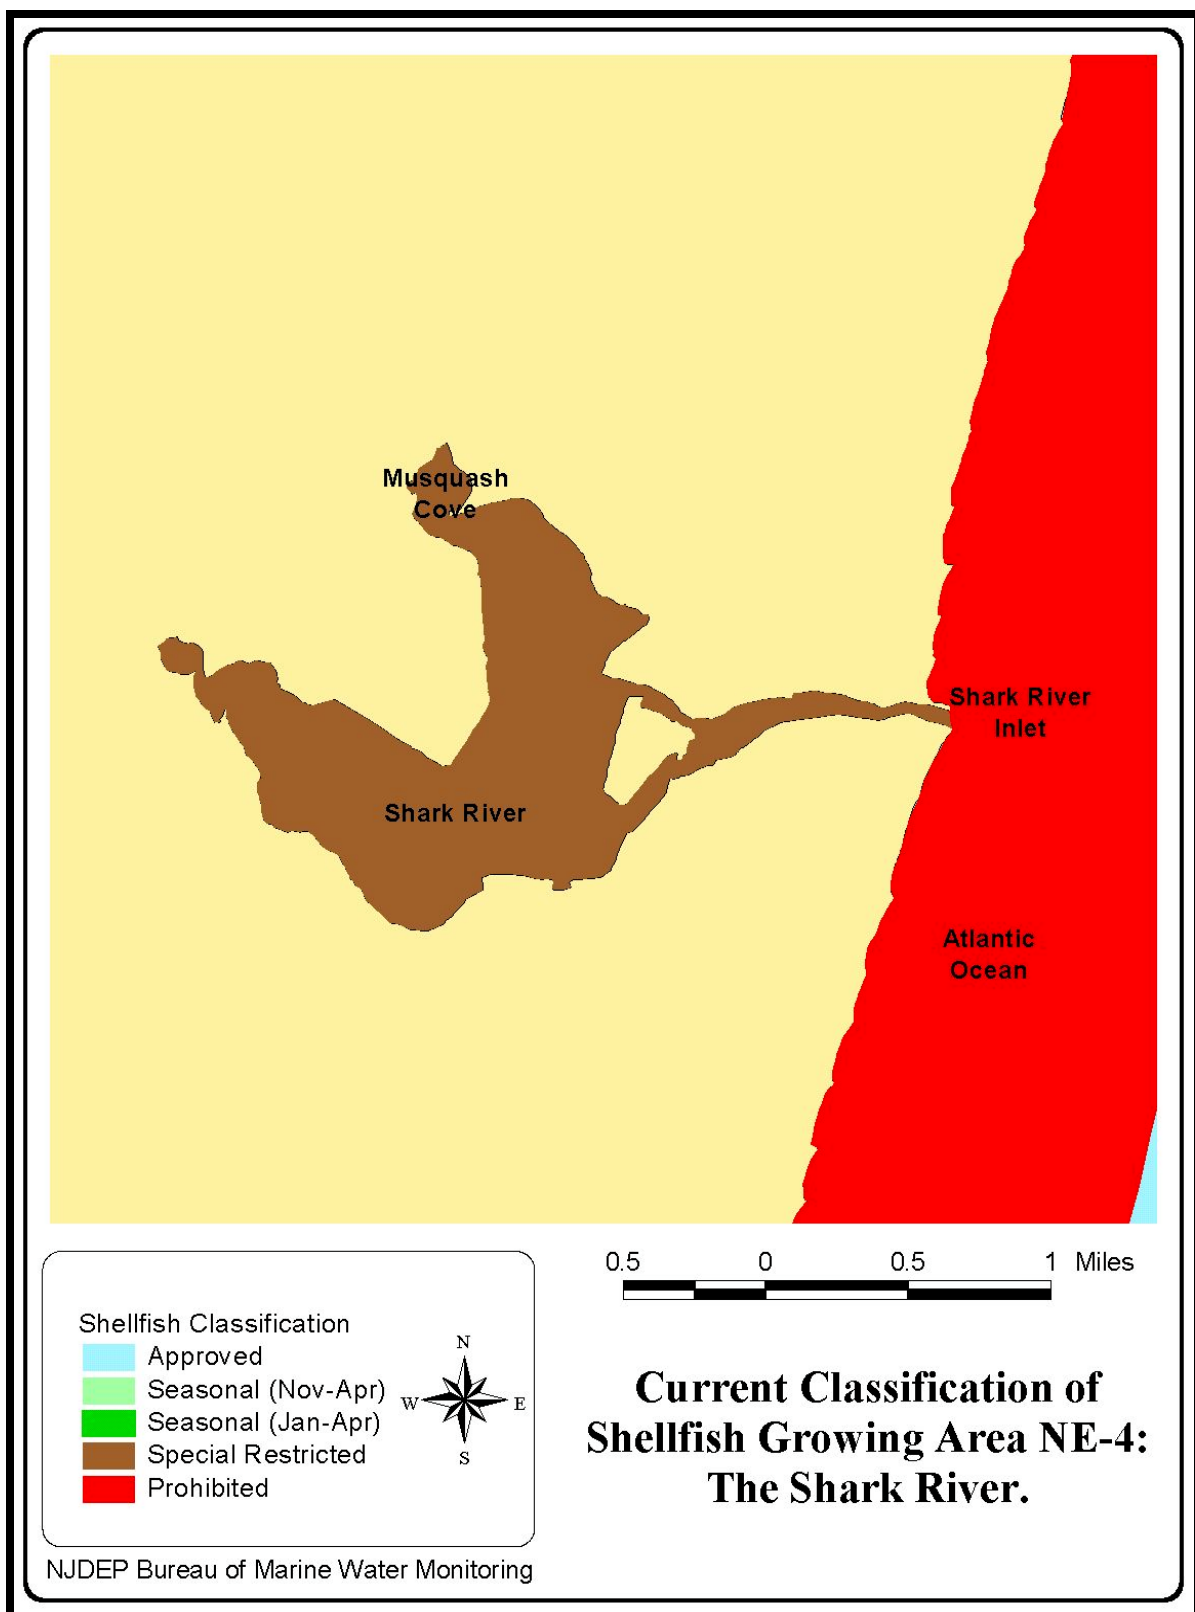 Musquash
Cove
Shark River
Inlet
Shark River
Atlantic
Ocean
0.5 0 0.5 1 Miles
Shellfish Classification
Approved
Seasonal (Nov-Apr)
Seasonal (Jan-Apr)
Special Restricted
Prohibited
N
W E
S
Current Classification of
Shellfish Growing Area NE-4:
The Shark River.
NJDEP Bureau of Marine Water Monitoring